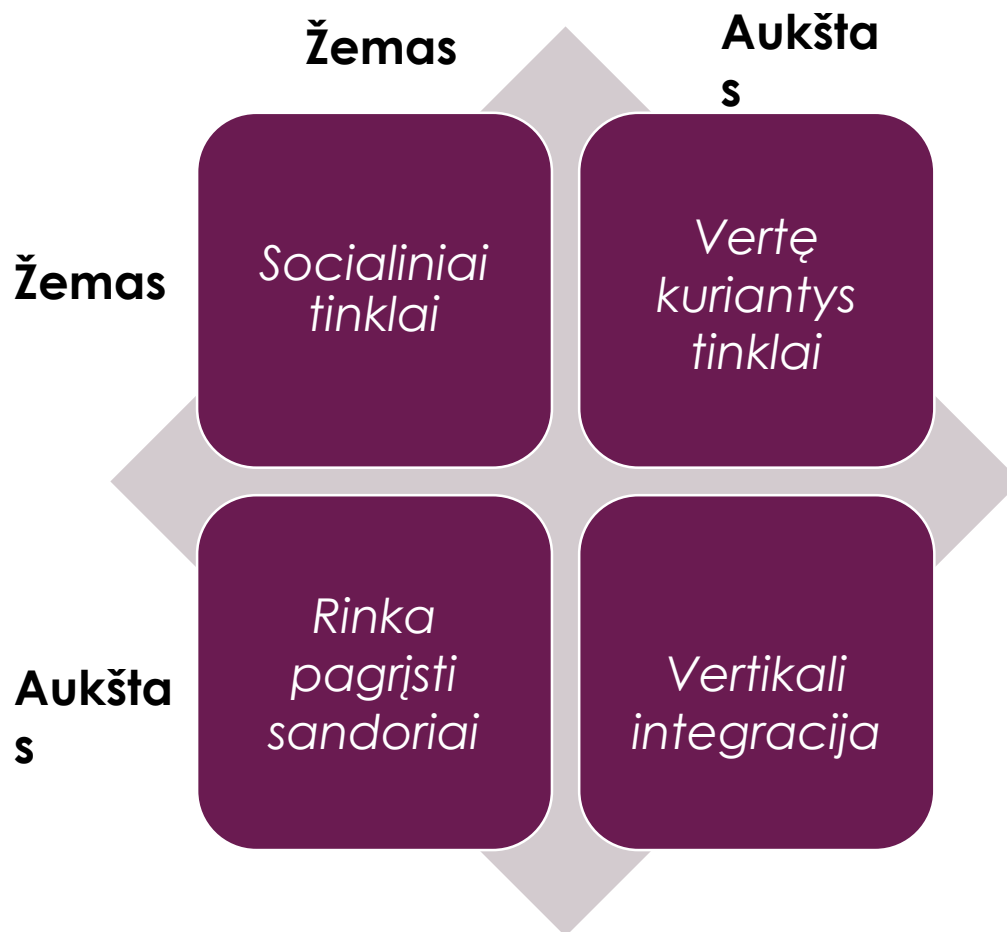 Žemas
Aukšta
s
Žemas
Socialiniai
tinklai
Vertę
kuriantys
tinklai
Aukšta
s
Rinka
pagrįsti
sandoriai
Vertikali
integracija